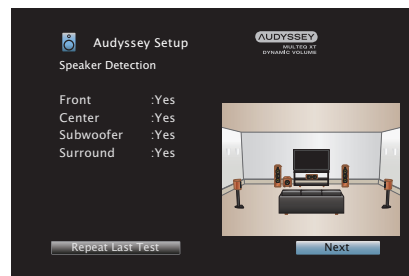 Audyssey Setup
AUDYSSEY
MULTEQ XT
DYNAMIC VOLUME
Speaker Detection
Front :Yes
Center :Yes
Subwoofer :Yes
Surround :Yes
Repeat Last Test
Next